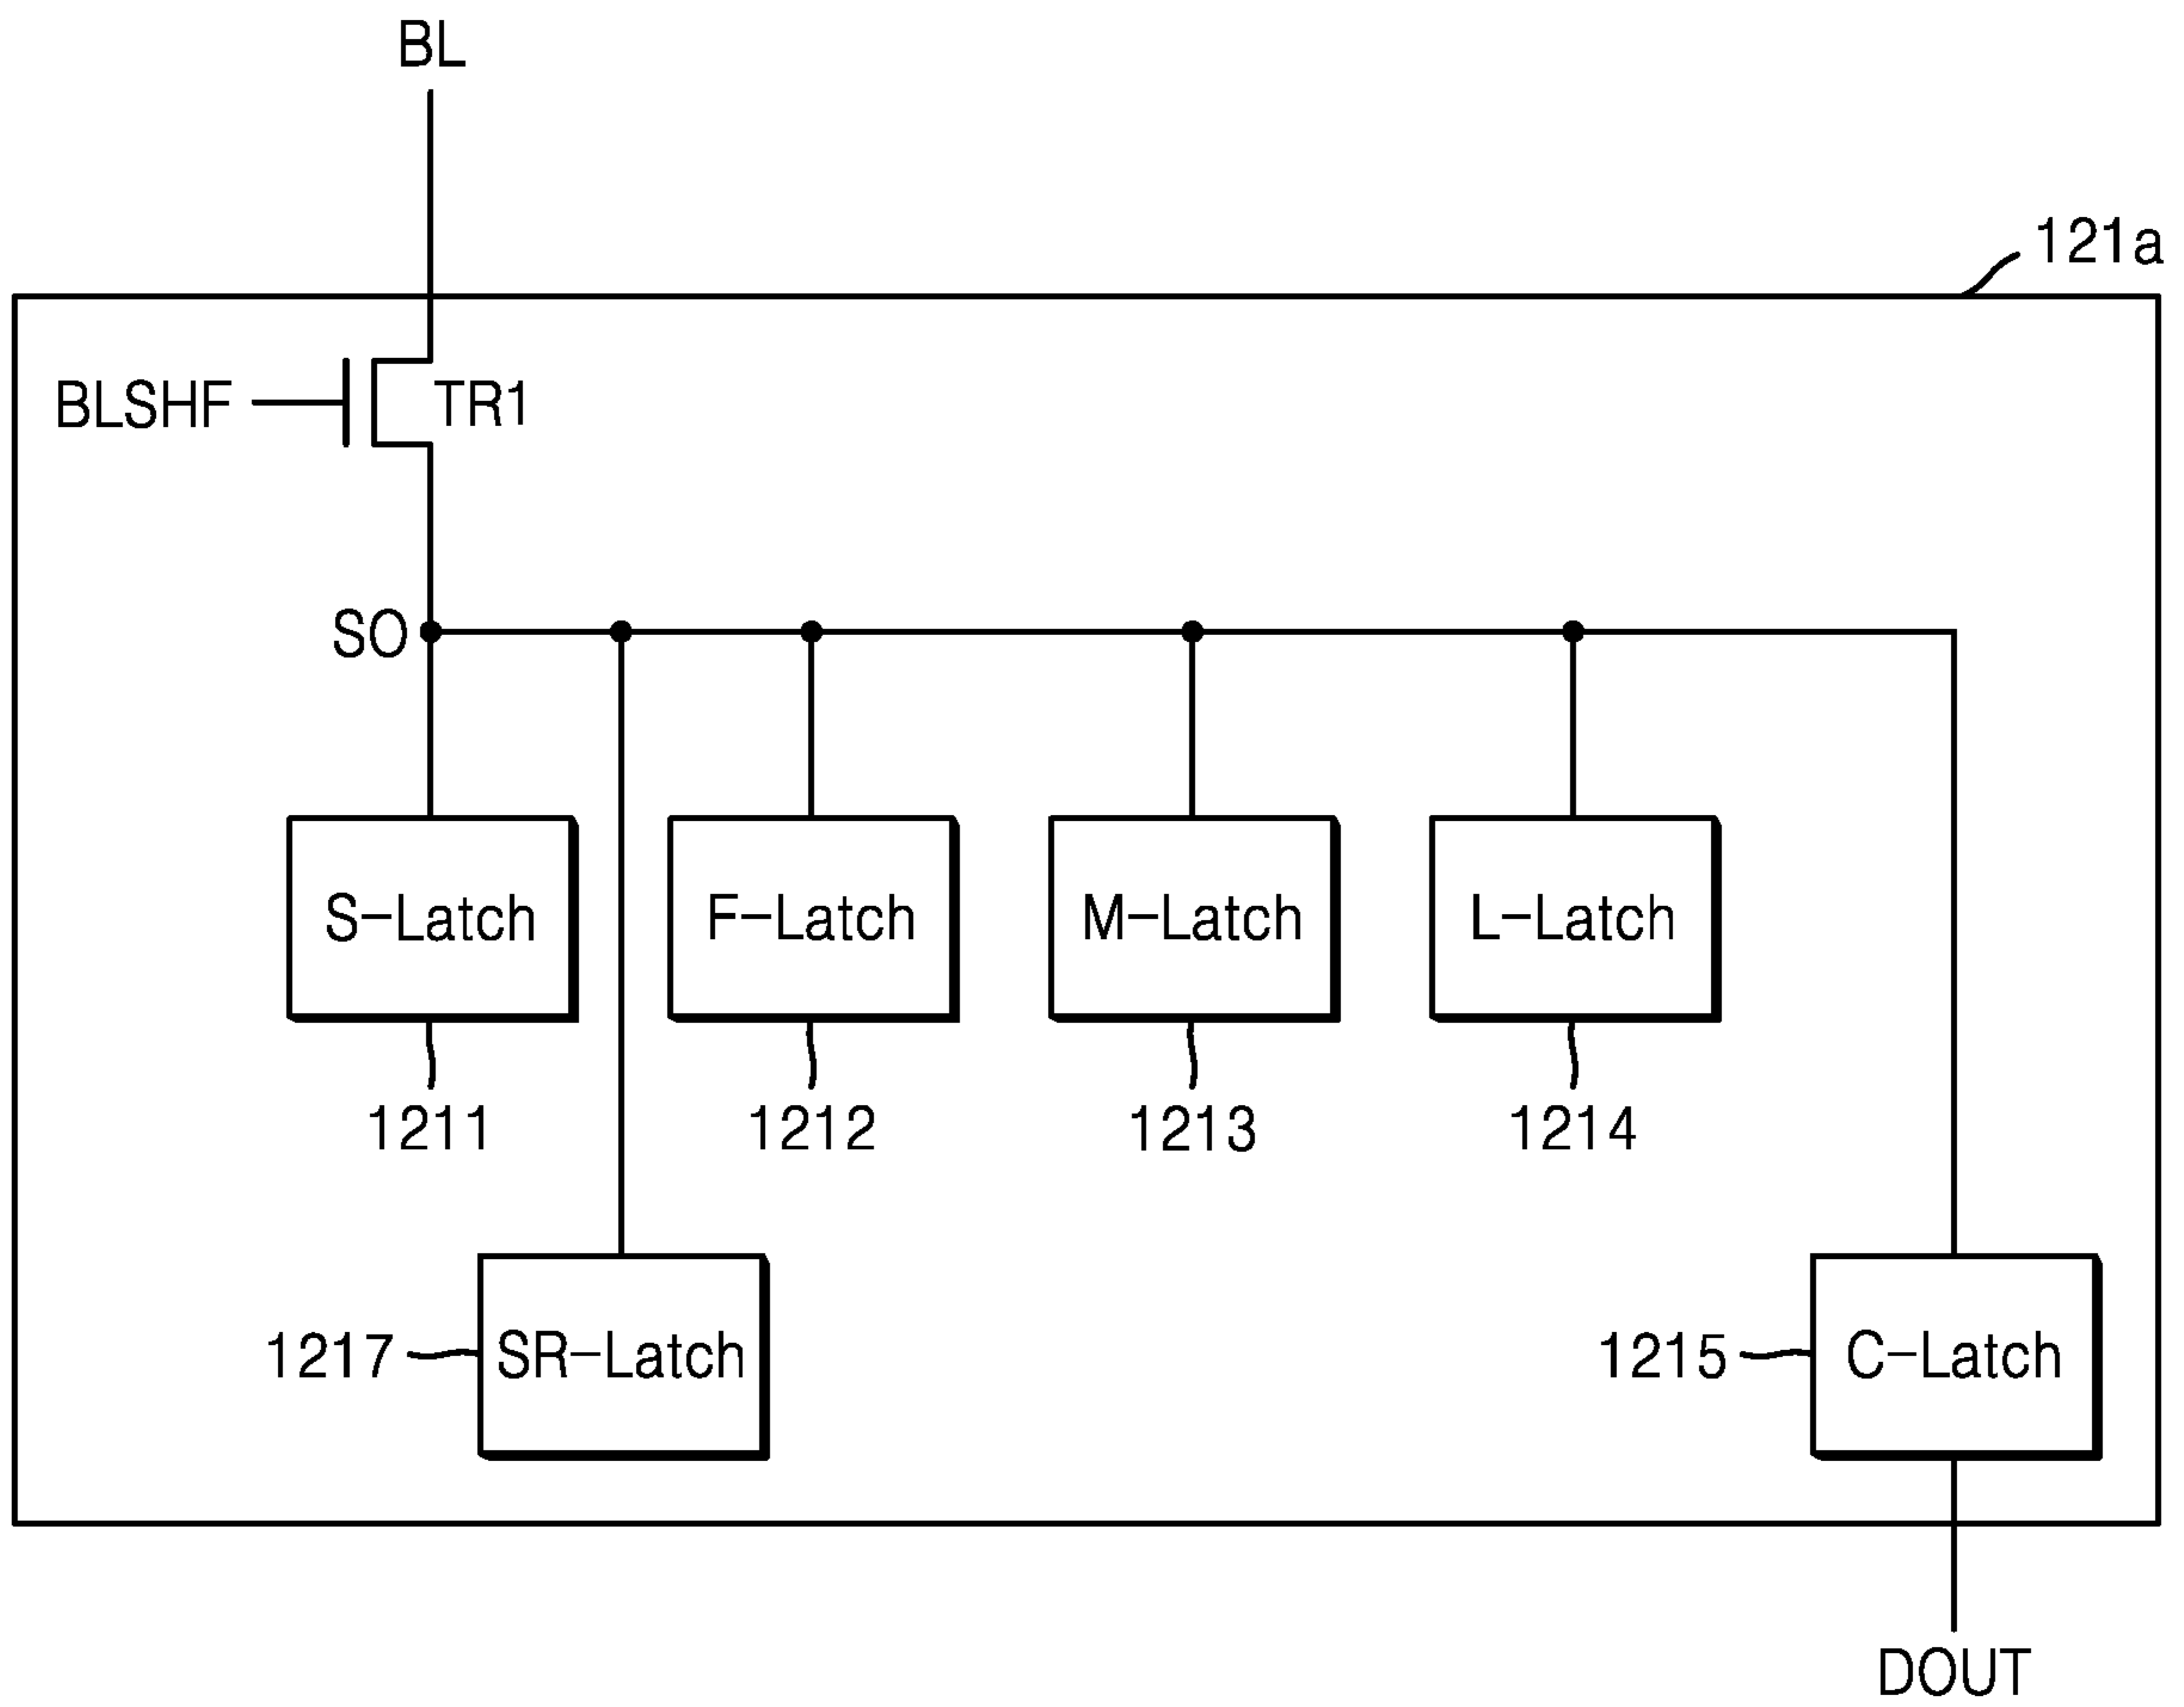 BL
121a
BLSHF
TR1
SO
S-Latch
F-Latch
M-Latch
L-Latch
1211
1212
1213
1214
1217
SR-Latch
1215
C-Latch
DOUT